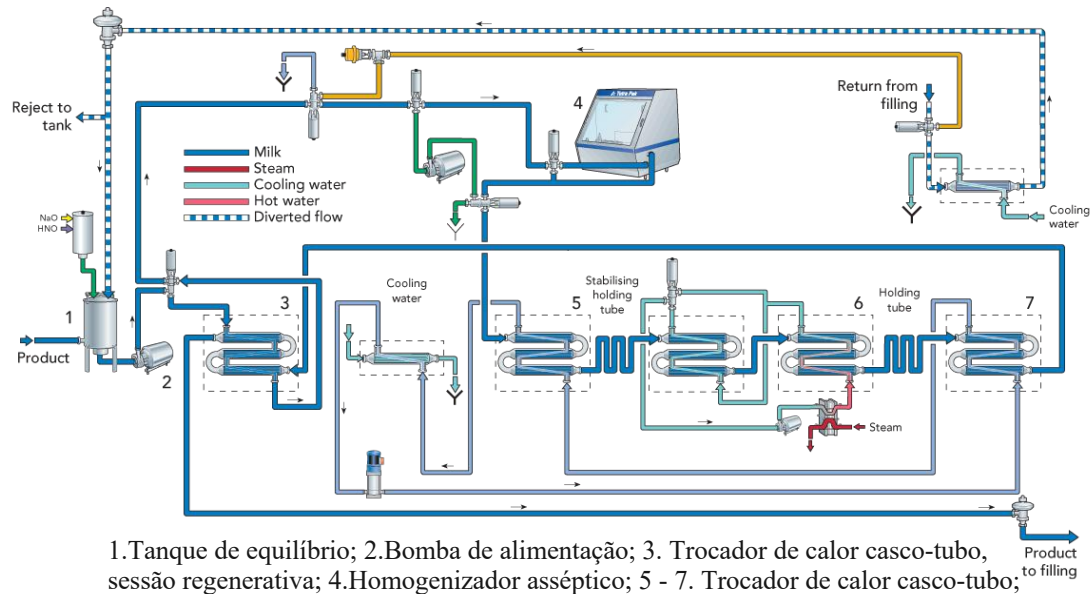 Reject to
tank
NaO
HNO
1
Product
2
Milk
Steam
Cooling water
Hot water
Diverted flow
3
4
Tetra Pak
Return from
filling
Cooling
water
Cooling
water
5
Stabilising
holding
tube
6
Holding
tube
7
Steam
Product
to filling
1.Tanque de equilíbrio; 2.Bomba de alimentação; 3. Trocador de calor casco-tubo,
sessão regenerativa; 4.Homogenizador asséptico; 5 - 7. Trocador de calor casco-tubo;